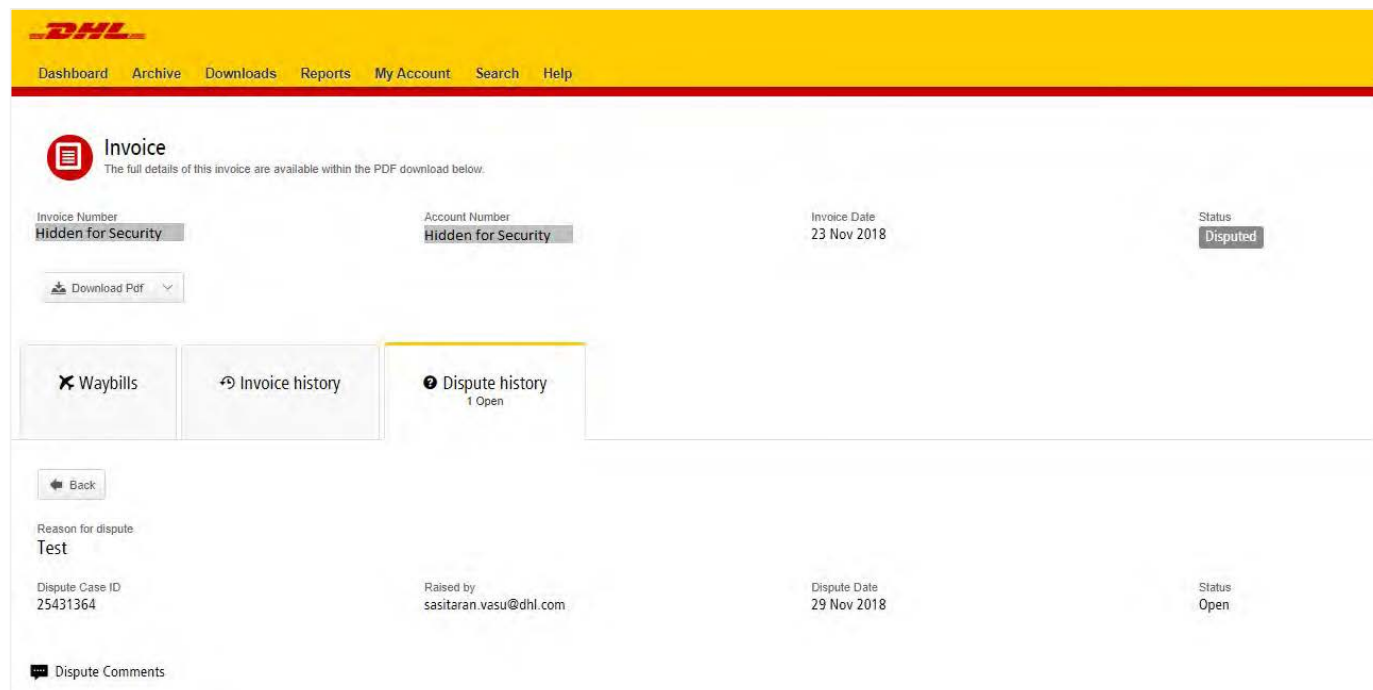 DHL
Dashboard Archive Downloads Reports My Account Search Help
Invoice
The full details of this invoice are available within the PDF download below.
Invoice Number Account Number Invoice Date Status
Hidden for Security Hidden for Security 23 Nov 2018 Disputed
Download Pdf
Waybills Invoice history Dispute history
1 Open
Back
Reason for dispute
Test
Dispute Case ID Raised by Dispute Date Status
25431364 sasitaran.vasu@dhl.com 29 Nov 2018 Open
Dispute Comments